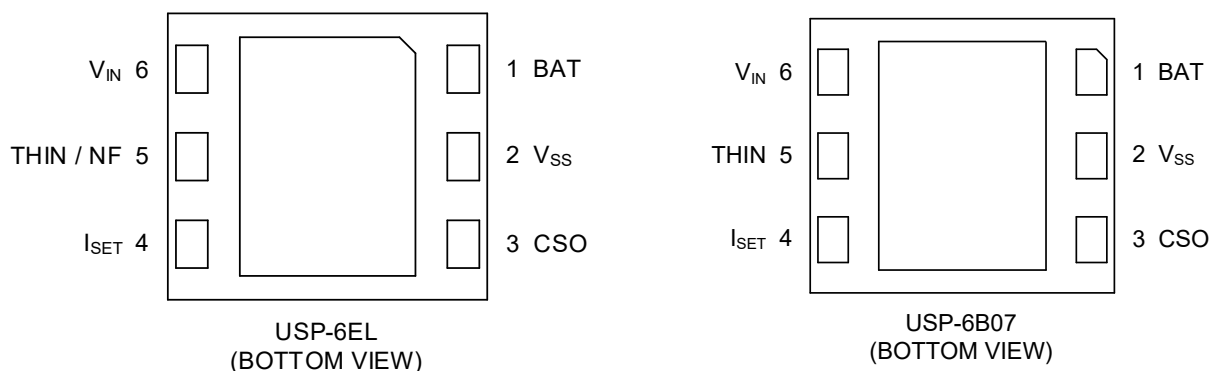 V_IN 6
1 BAT
THIN / NF 5
2 V_SS
I_SET 4
3 CSO
USP-6EL
(BOTTOM VIEW)
V_IN 6
1 BAT
THIN 5
2 V_SS
I_SET 4
3 CSO
USP-6B07
(BOTTOM VIEW)